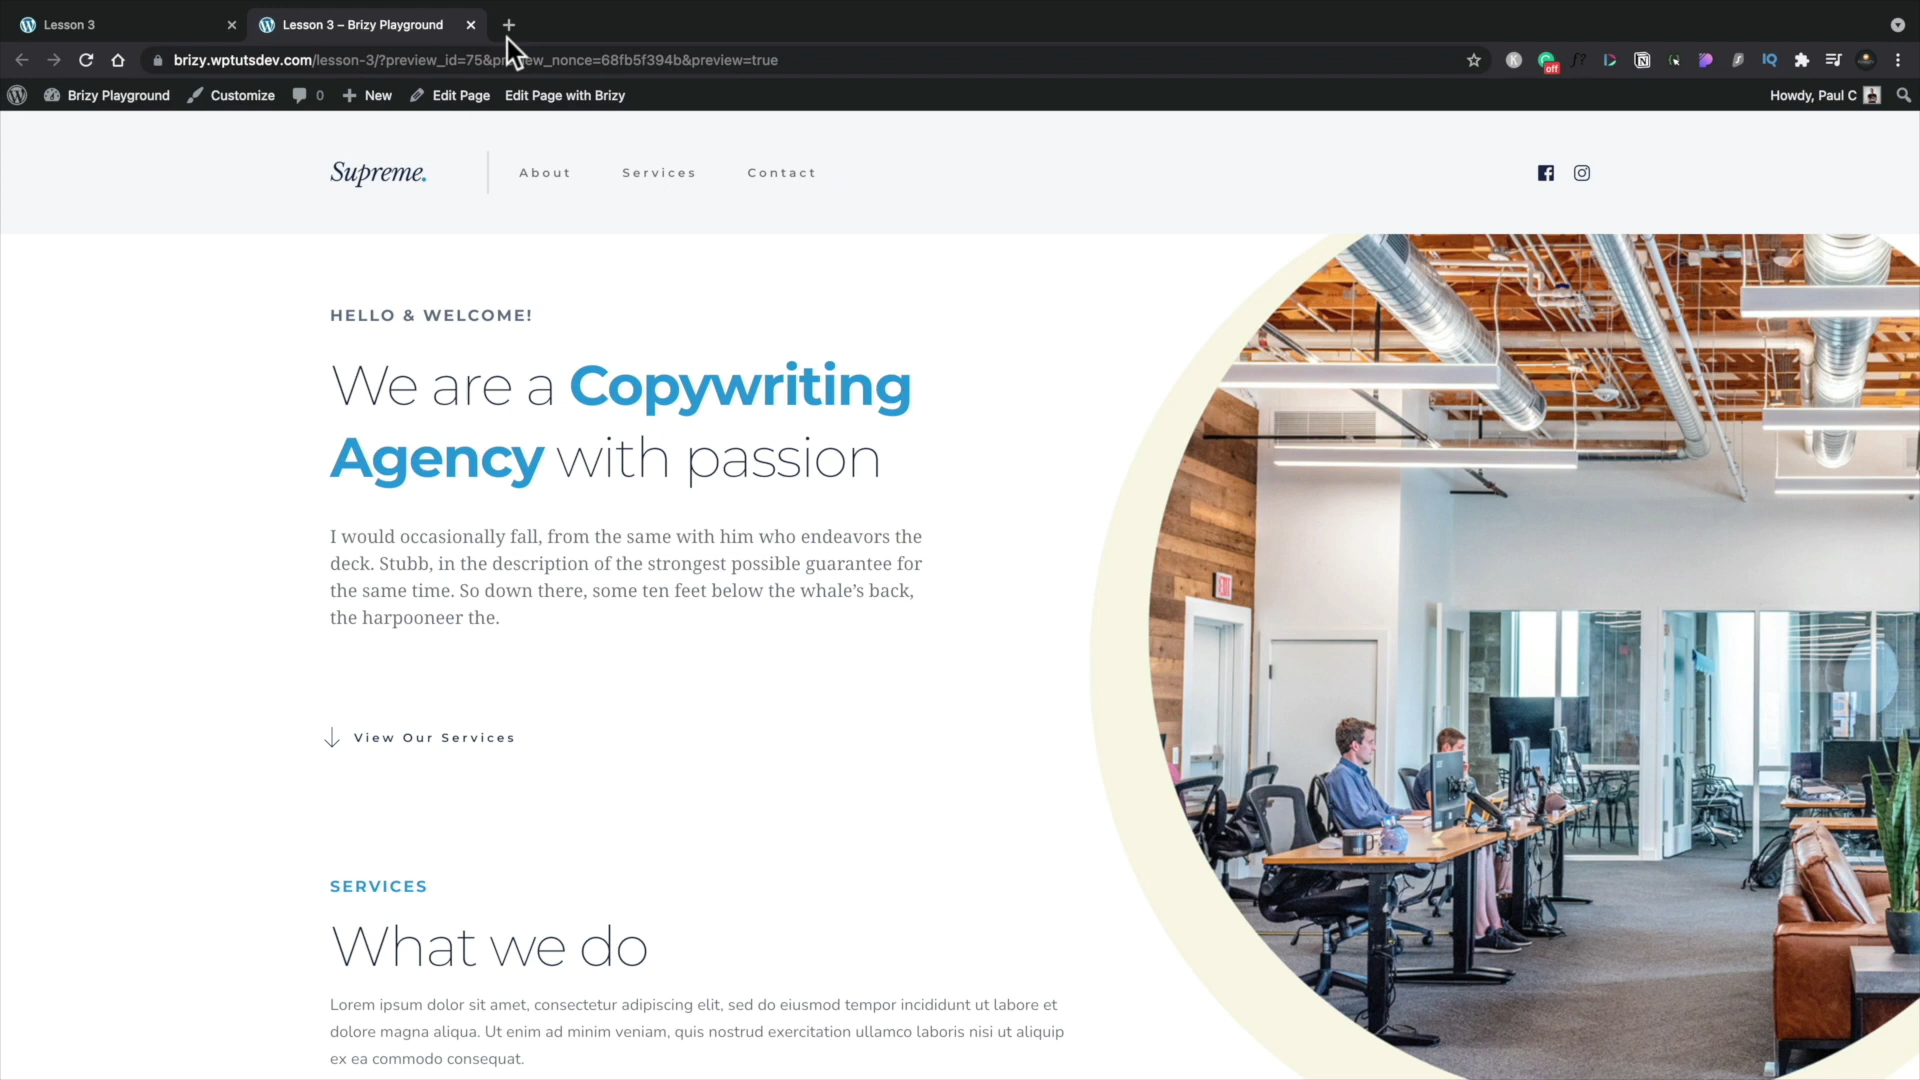 Lesson 3
Lesson 3 – Brizy Playground
brizy.wptutsdev.com/lesson-3/?preview_id=75&preview_nonce=68fb5f394b&preview=true
off
Brizy Playground
Customize
0
New
Edit Page
Edit Page with Brizy
Howdy, Paul C
Supreme.
About
Services
Contact
HELLO & WELCOME!
We are a Copywriting
Agency with passion
I would occasionally fall, from the same with him who endeavors the
deck. Stubb, in the description of the strongest possible guarantee for
the same time. So down there, some ten feet below the whale’s back,
the harpooneer the.
EXIT
View Our Services
SERVICES
What we do
Lorem ipsum dolor sit amet, consectetur adipiscing elit, sed do eiusmod tempor incididunt ut labore et
dolore magna aliqua. Ut enim ad minim veniam, quis nostrud exercitation ullamco laboris nisi ut aliquip
ex ea commodo consequat.